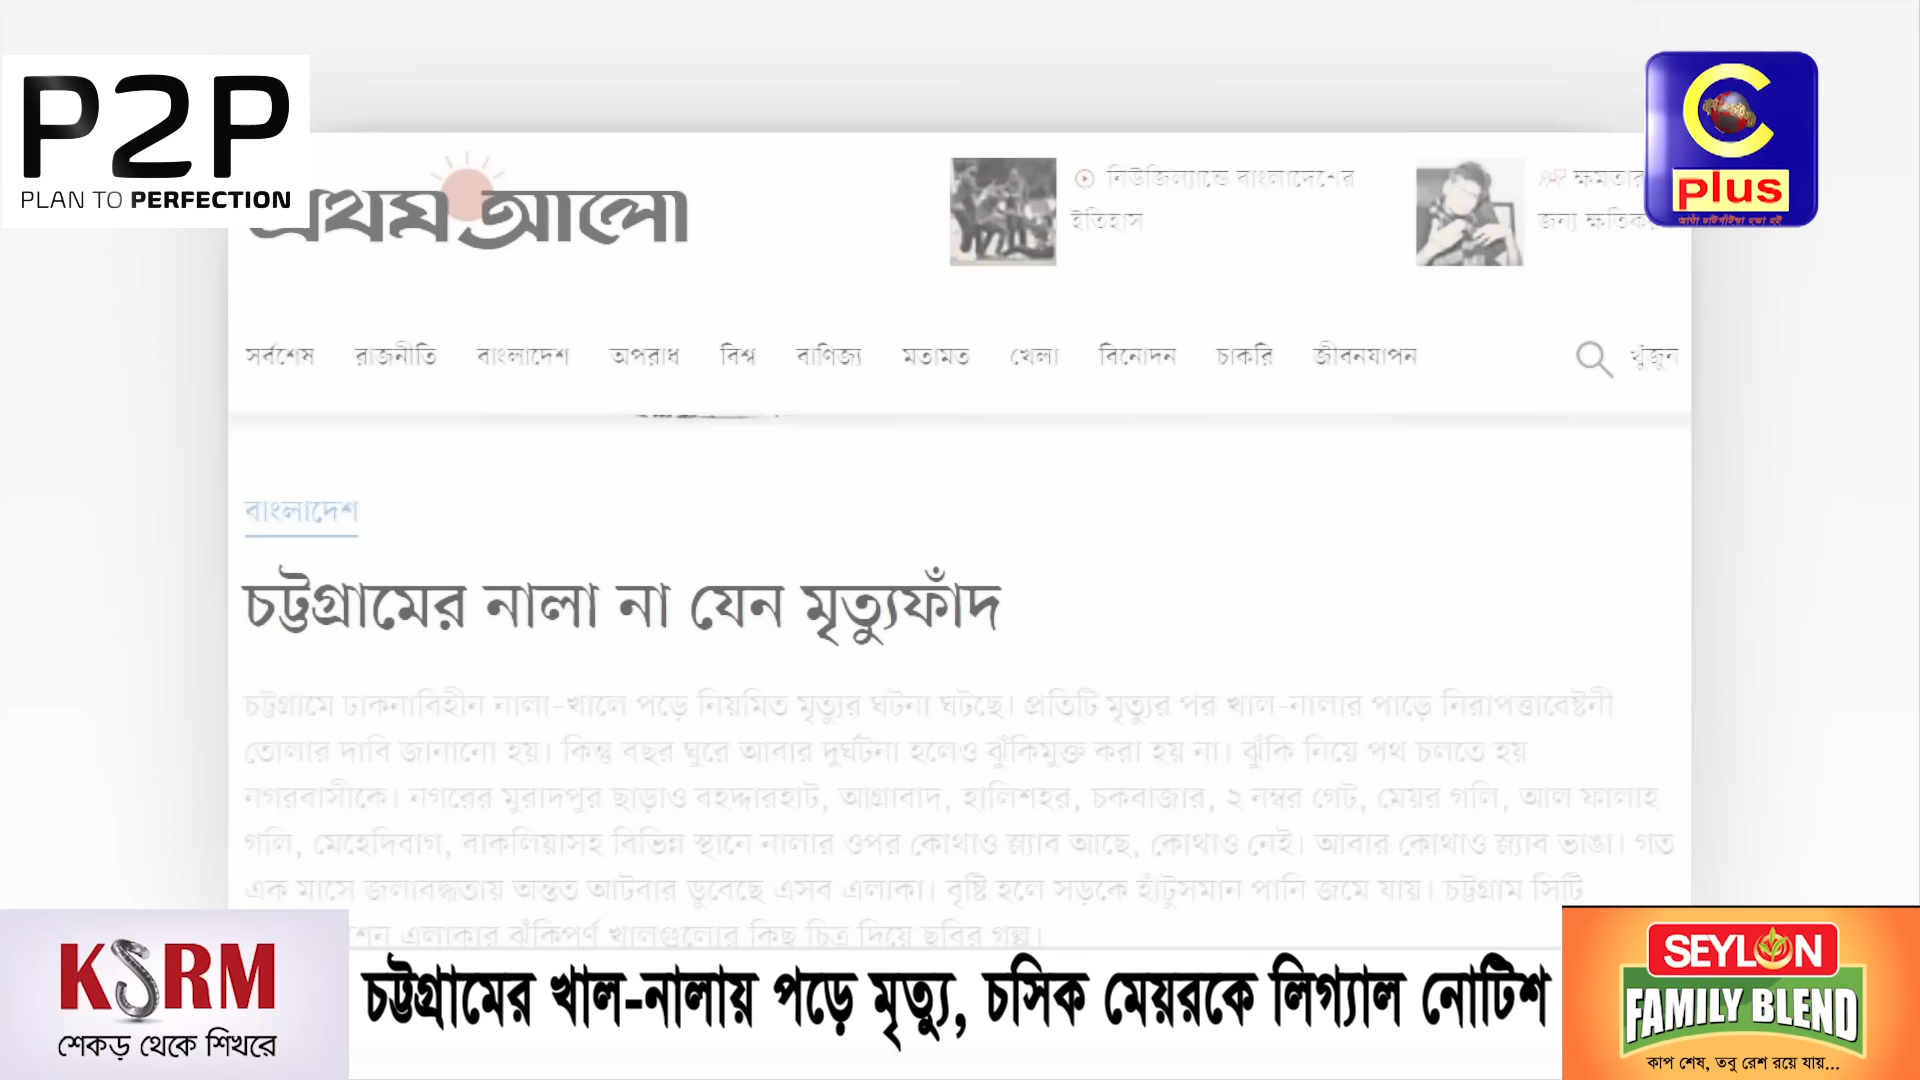 P2P
PLAN TO PERFECTION
প্রথম আলো
নিউজিল্যান্ডে বাংলাদেশের
ইতিহাস
ক্ষমতার
জন্য
C
plus
সর্বশেষ রাজনীতি বাংলাদেশ অপরাধ বিশ্ব বাণিজ্য মতামত খেলা বিনোদন চাকরি জীবনযাপন খুঁজুন
বাংলাদেশ
চট্টগ্রামের নালা না যেন মৃত্যুফাঁদ
চট্টগ্রামে ঢাকনাবিহীন নালা-খালে পড়ে নিয়মিত মৃত্যুর ঘটনা ঘটছে। প্রতিটি মৃত্যুর পর খাল-নালার পাড়ে নিরাপত্তাবেষ্টনী
তোলার দাবি জানানো হয়। কিন্তু বছর ঘুরে আবার দুর্ঘটনা হলেও ঝুঁকিমুক্ত করা হয় না। ঝুঁকি নিয়ে পথ চলতে হয়
নগরবাসীকে। নগরের মুরাদপুর ছাড়াও বহদ্দারহাট, আগ্রাবাদ, হালিশহর, চকবাজার, ২ নম্বর গেট, মেয়র গলি, আল ফালাহ
গলি, মেহেদিবাগ, বাকলিয়াসহ বিভিন্ন স্থানে নালার ওপর কোথাও স্ল্যাব আছে, কোথাও নেই। আবার কোথাও স্ল্যাব ভাঙা। গত
এক মাসে জলাবদ্ধতায় অন্তত আটবার ডুবেছে এসব এলাকা। বৃষ্টি হলে সড়কে হাঁটুসমান পানি জমে যায়। চট্টগ্রাম সিটি
শন এলাকার ঝুঁকিপূর্ণ খালগুলোর কিছু চিত্র দিয়ে ছবির গল্প।
KSRM
শেকড় থেকে শিখরে
চট্টগ্রামের খাল-নালায় পড়ে মৃত্যু, চসিক মেয়রকে লিগ্যাল নোটিশ
SEYLON
FAMILY BLEND
কাপ শেষ, তবু রেশ রয়ে যায়...